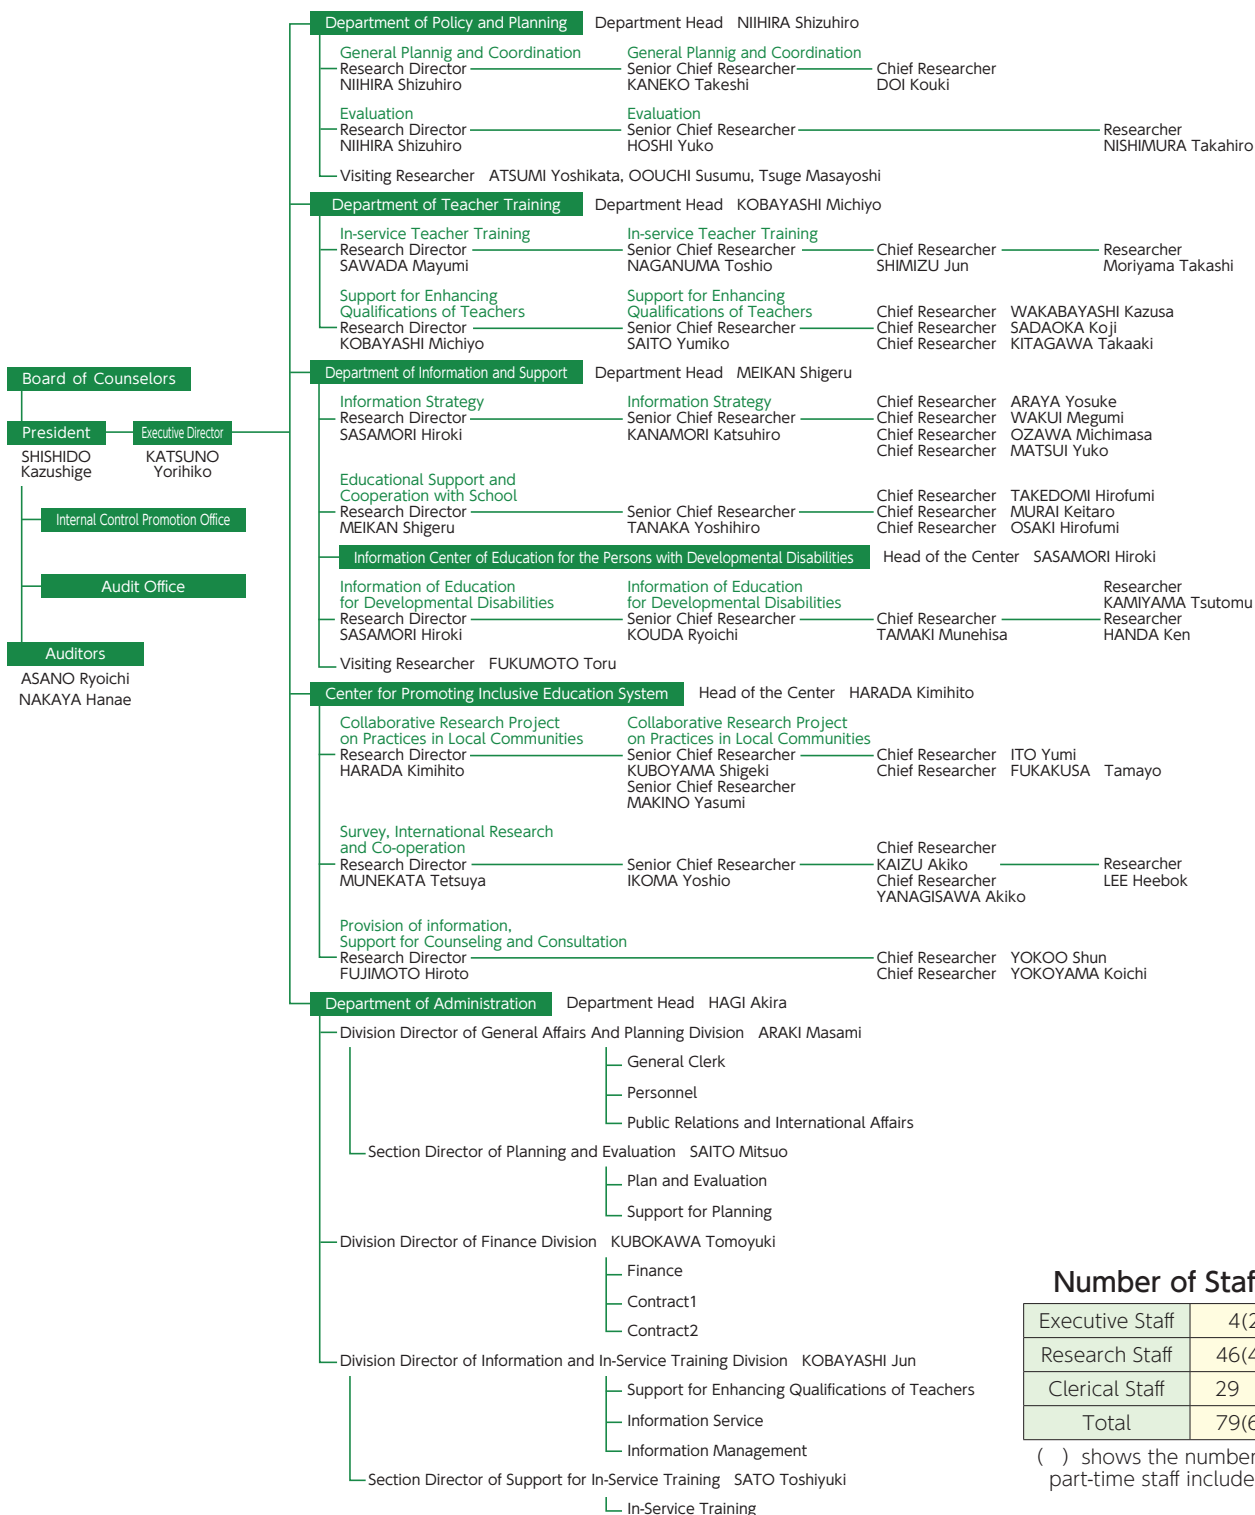 Department of Policy and Planning Department Head NIIHIRA Shizuhiro
General Plannig and Coordination General Plannig and Coordination
Research Director Senior Chief Researcher Chief Researcher
NIIHIRA Shizuhiro KANEKO Takeshi DOI Kouki
Evaluation Evaluation
Research Director Senior Chief Researcher Researcher
NIIHIRA Shizuhiro HOSHI Yuko NISHIMURA Takahiro
Visiting Researcher ATSUMI Yoshikata, OOUCHI Susumu, Tsuge Masayoshi
Department of Teacher Training Department Head KOBAYASHI Michiyo
In-service Teacher Training In-service Teacher Training
Research Director Senior Chief Researcher Chief Researcher Researcher
SAWADA Mayumi NAGANUMA Toshio SHIMIZU Jun Moriyama Takashi
Support for Enhancing Support for Enhancing
Qualifications of Teachers Qualifications of Teachers Chief Researcher WAKABAYASHI Kazusa
Research Director Senior Chief Researcher Chief Researcher SADAOKA Koji
KOBAYASHI Michiyo SAITO Yumiko Chief Researcher KITAGAWA Takaaki
Board of Counselors
President Executive Director
SHISHIDO KATSUNO
Kazushige Yorihiko
Internal Control Promotion Office
Audit Office
Auditors
ASANO Ryoichi
NAKAYA Hanae
Department of Information and Support Department Head MEIKAN Shigeru
Information Strategy Information Strategy Chief Researcher ARAYA Yosuke
Research Director Senior Chief Researcher Chief Researcher WAKUI Megumi
SASAMORI Hiroki KANAMORI Katsuhiro Chief Researcher OZAWA Michimasa
Chief Researcher MATSUI Yuko
Educational Support and
Cooperation with School Chief Researcher TAKEDOMI Hirofumi
Research Director Senior Chief Researcher Chief Researcher MURAI Keitaro
MEIKAN Shigeru TANAKA Yoshihiro Chief Researcher OSAKI Hirofumi
Information Center of Education for the Persons with Developmental Disabilities Head of the Center SASAMORI Hiroki
Information of Education Information of Education Researcher
for Developmental Disabilities for Developmental Disabilities KAMIYAMA Tsutomu
Research Director Senior Chief Researcher Chief Researcher Researcher
SASAMORI Hiroki KOUDA Ryoichi TAMAKI Munehisa HANDA Ken
Visiting Researcher FUKUMOTO Toru
Center for Promoting Inclusive Education System Head of the Center HARADA Kimihito
Collaborative Research Project Collaborative Research Project
on Practices in Local Communities on Practices in Local Communities
Research Director Senior Chief Researcher Chief Researcher ITO Yumi
HARADA Kimihito KUBOYAMA Shigeki Chief Researcher FUKAKUSA Tamayo
Senior Chief Researcher
MAKINO Yasumi
Survey, International Research
and Co-operation Chief Researcher
Research Director Senior Chief Researcher KAIZU Akiko Researcher
MUNEKATA Tetsuya IKOMA Yoshio Chief Researcher LEE Heebok
YANAGISAWA Akiko
Provision of information,
Support for Counseling and Consultation
Research Director Chief Researcher YOKOO Shun
FUJIMOTO Hiroto Chief Researcher YOKOYAMA Koichi
Department of Administration Department Head HAGI Akira
Division Director of General Affairs And Planning Division ARAKI Masami
General Clerk
Personnel
Public Relations and International Affairs
Section Director of Planning and Evaluation SAITO Mitsuo
Plan and Evaluation
Support for Planning
Division Director of Finance Division KUBOKAWA Tomoyuki
Finance
Contract1
Contract2
Division Director of Information and In-Service Training Division KOBAYASHI Jun
Support for Enhancing Qualifications of Teachers
Information Service
Information Management
Section Director of Support for In-Service Training SATO Toshiyuki
In-Service Training
Number of Staf
Executive Staff 4(2
Research Staff 46(4
Clerical Staff 29
Total 79(6
( ) shows the number
part-time staff include